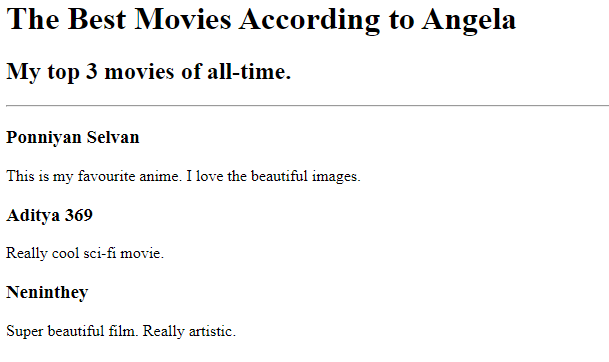 The Best Movies According to Angela
My top 3 movies of all-time.
Ponniyan Selvan
This is my favourite anime. I love the beautiful images.
Aditya 369
Really cool sci-fi movie.
Neninthey
Super beautiful film. Really artistic.